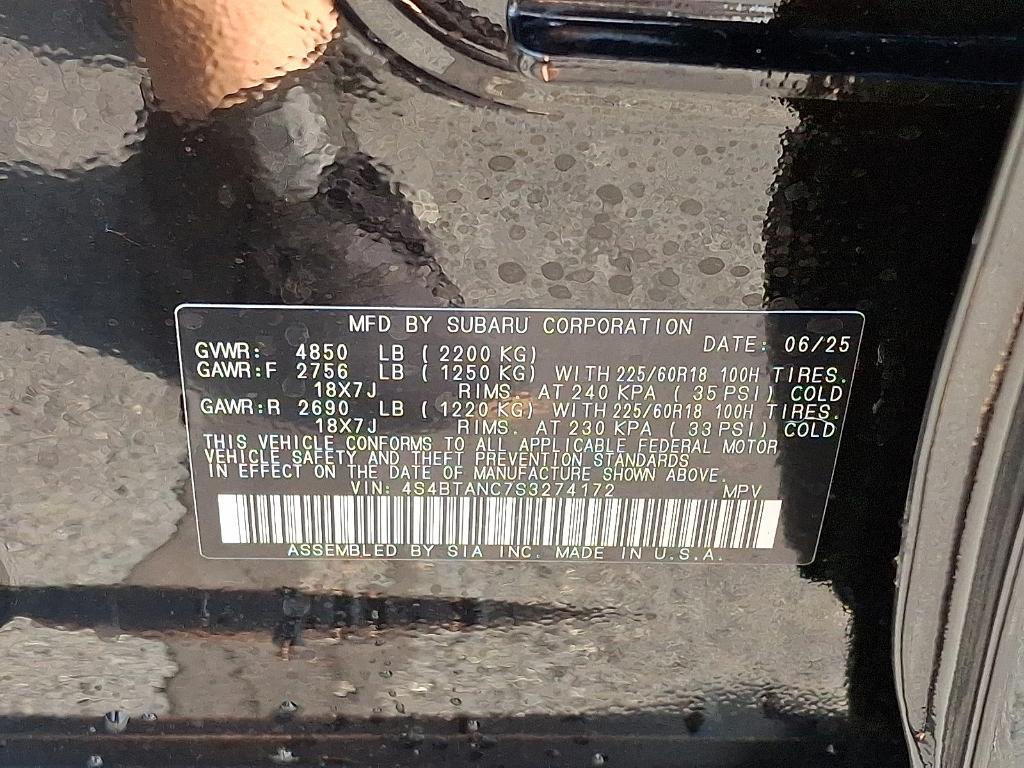 MFD BY SUBARU CORPORATION
DATE: 06/25
GVWR: 4850 LB ( 2200 KG)
GAWR:F 2756 LB ( 1250 KG) WITH 225/60R18 100H TIRES.
18X7J RIMS. AT 240 KPA ( 35 PSI) COLD
GAWR:R 2690 LB ( 1220 KG) WITH 225/60R18 100H TIRES.
18X7J RIMS. AT 230 KPA ( 33 PSI) COLD
THIS VEHICLE CONFORMS TO ALL APPLICABLE FEDERAL MOTOR
VEHICLE SAFETY AND THEFT PREVENTION STANDARDS
IN EFFECT ON THE DATE OF MANUFACTURE SHOWN ABOVE.
VIN: 4S4BTANC7S3274172 MPV
ASSEMBLED BY SIA INC. MADE IN U.S.A.